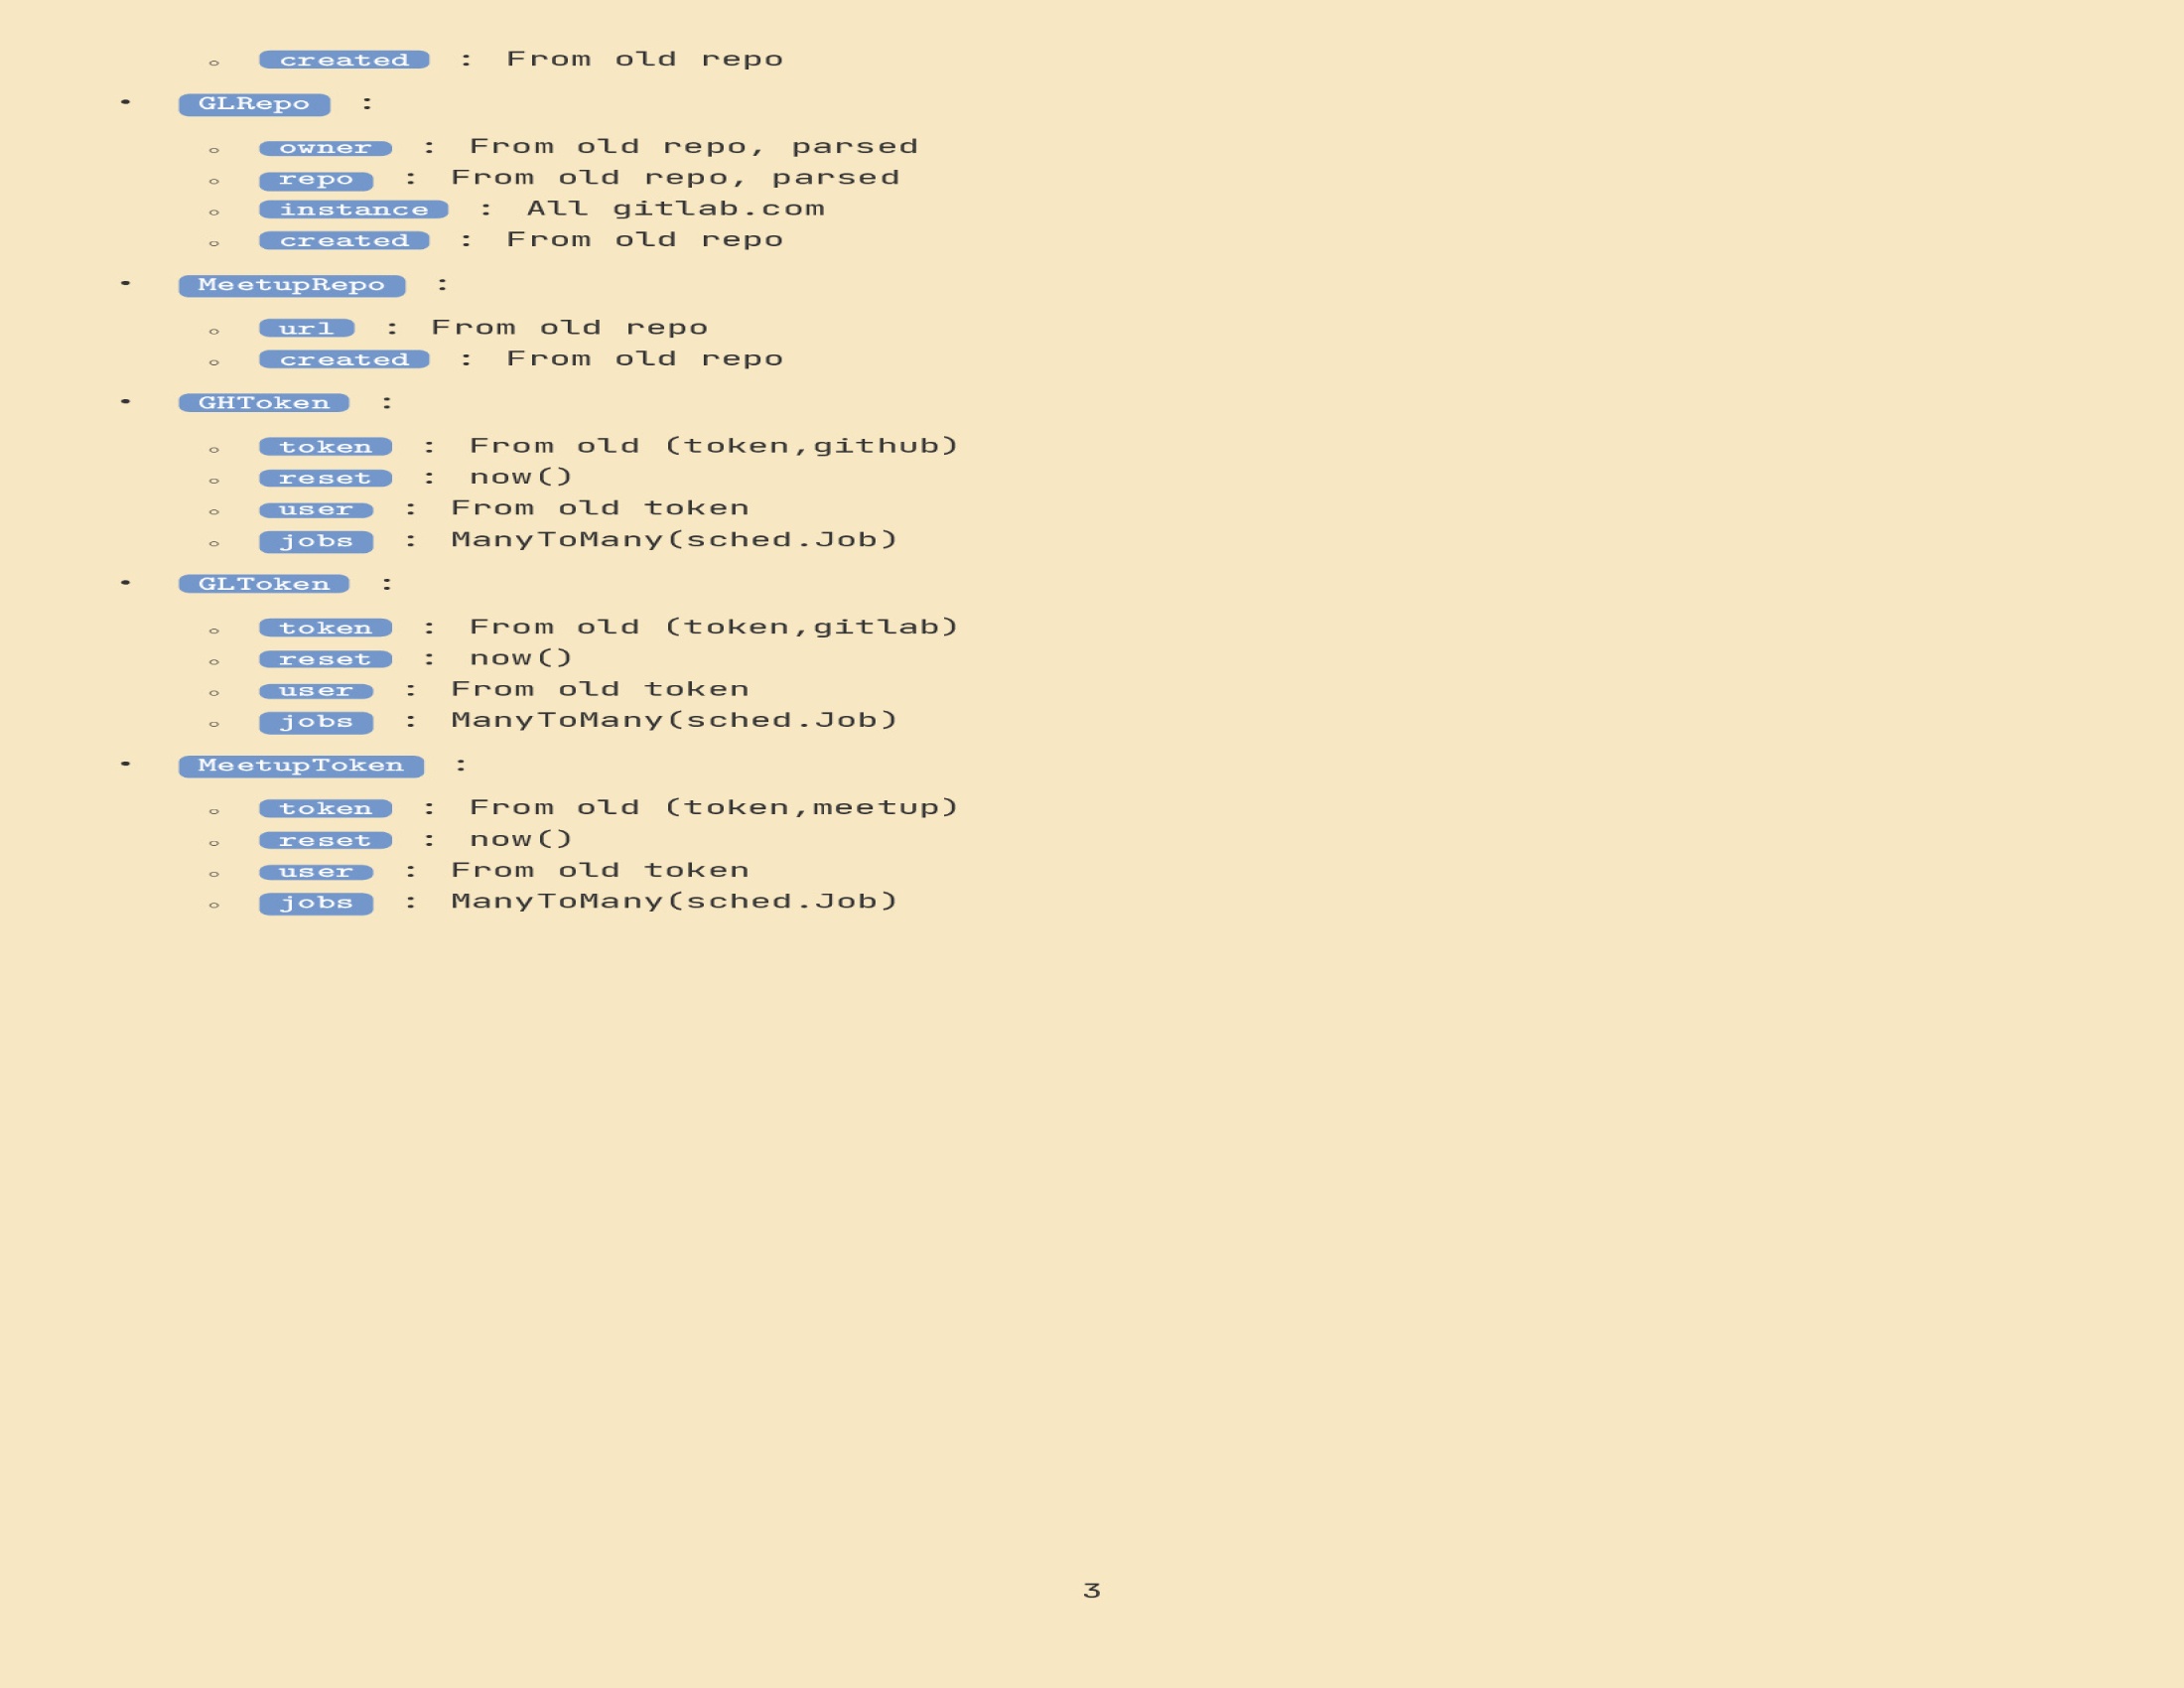 ◦ created : From old repo
• GLRepo :
◦ owner : From old repo, parsed
◦ repo : From old repo, parsed
◦ instance : All gitlab.com
◦ created : From old repo
• MeetupRepo :
◦ url : From old repo
◦ created : From old repo
• GHToken :
◦ token : From old (token,github)
◦ reset : now()
◦ user : From old token
◦ jobs : ManyToMany(sched.Job)
• GLToken :
◦ token : From old (token,gitlab)
◦ reset : now()
◦ user : From old token
◦ jobs : ManyToMany(sched.Job)
• MeetupToken :
◦ token : From old (token,meetup)
◦ reset : now()
◦ user : From old token
◦ jobs : ManyToMany(sched.Job)
3